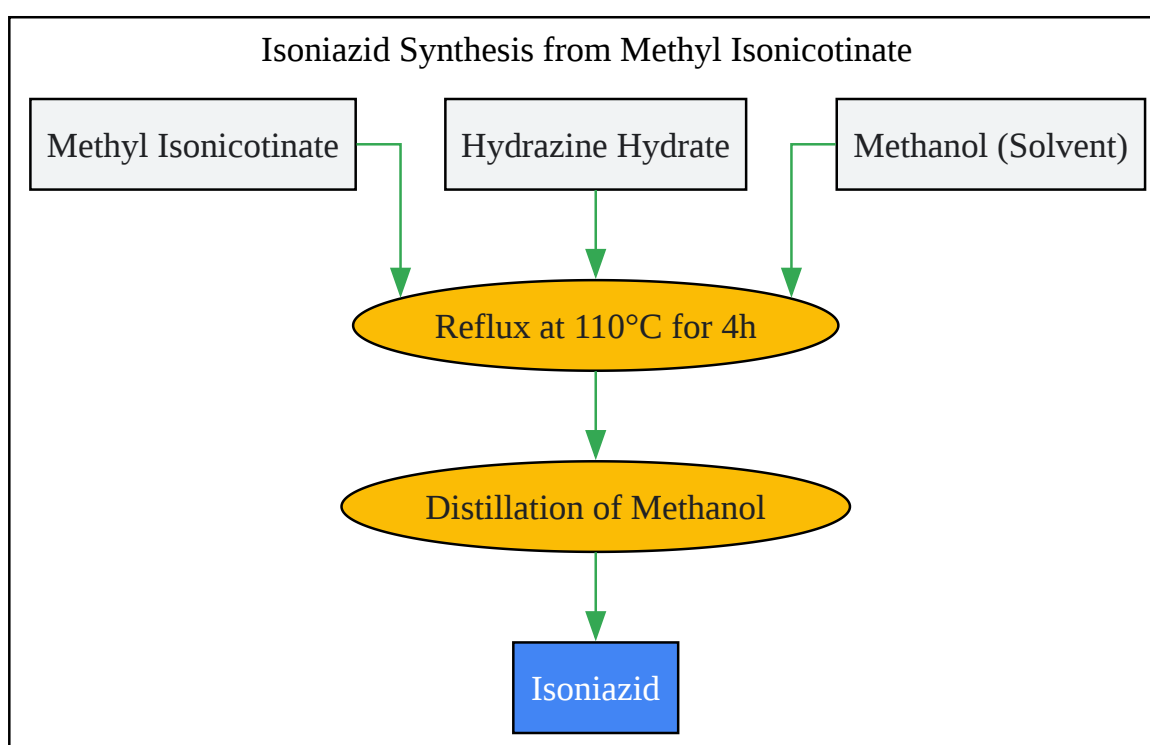 Isoniazid Synthesis from Methyl Isonicotinate
Methyl Isonicotinate
Hydrazine Hydrate
Methanol (Solvent)
Reflux at 110°C for 4h
Distillation of Methanol
Isoniazid